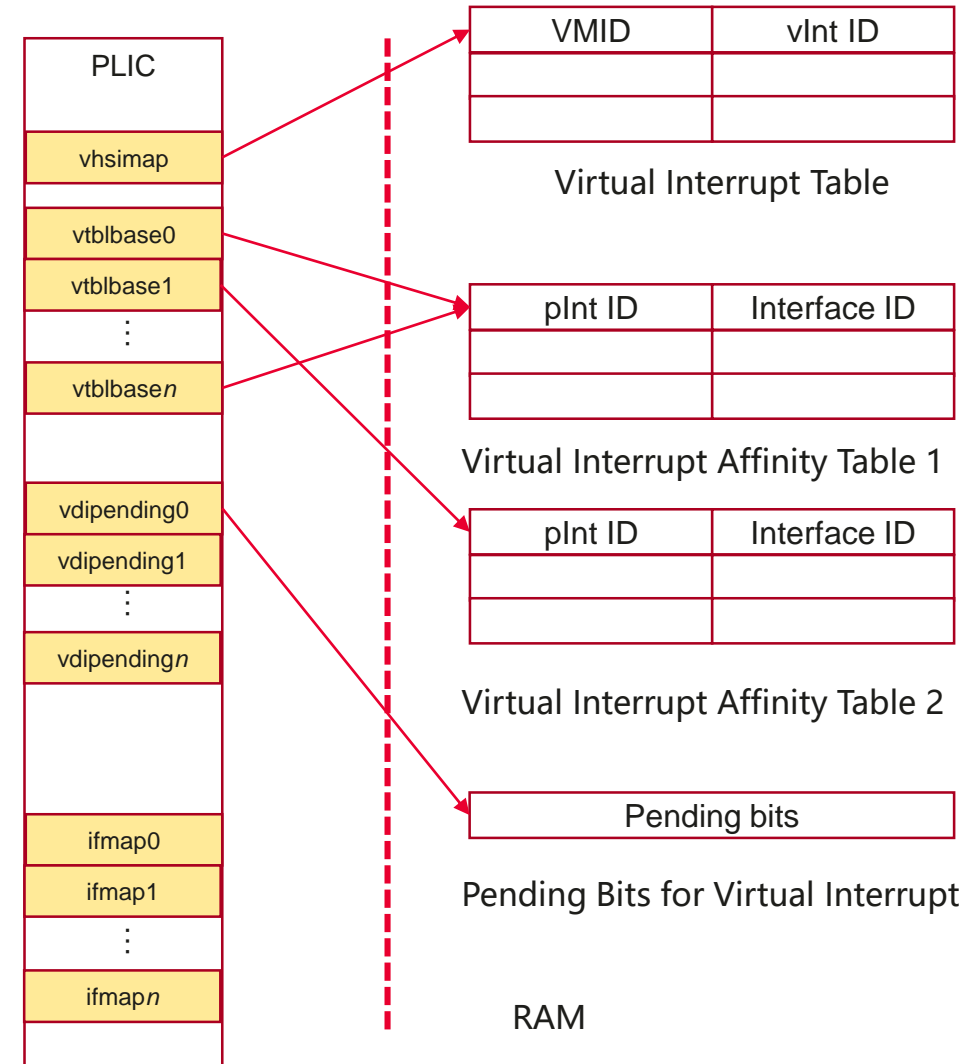 PLIC
vhsimap
vtblbase0
vtblbase1
⋮
vtblbasen
vdipending0
vdipending1
⋮
vdipendingn
ifmap0
ifmap1
⋮
ifmapn
VMID vInt ID
Virtual Interrupt Table
pInt ID Interface ID
Virtual Interrupt Affinity Table 1
pInt ID Interface ID
Virtual Interrupt Affinity Table 2
Pending bits
Pending Bits for Virtual Interrupt
RAM